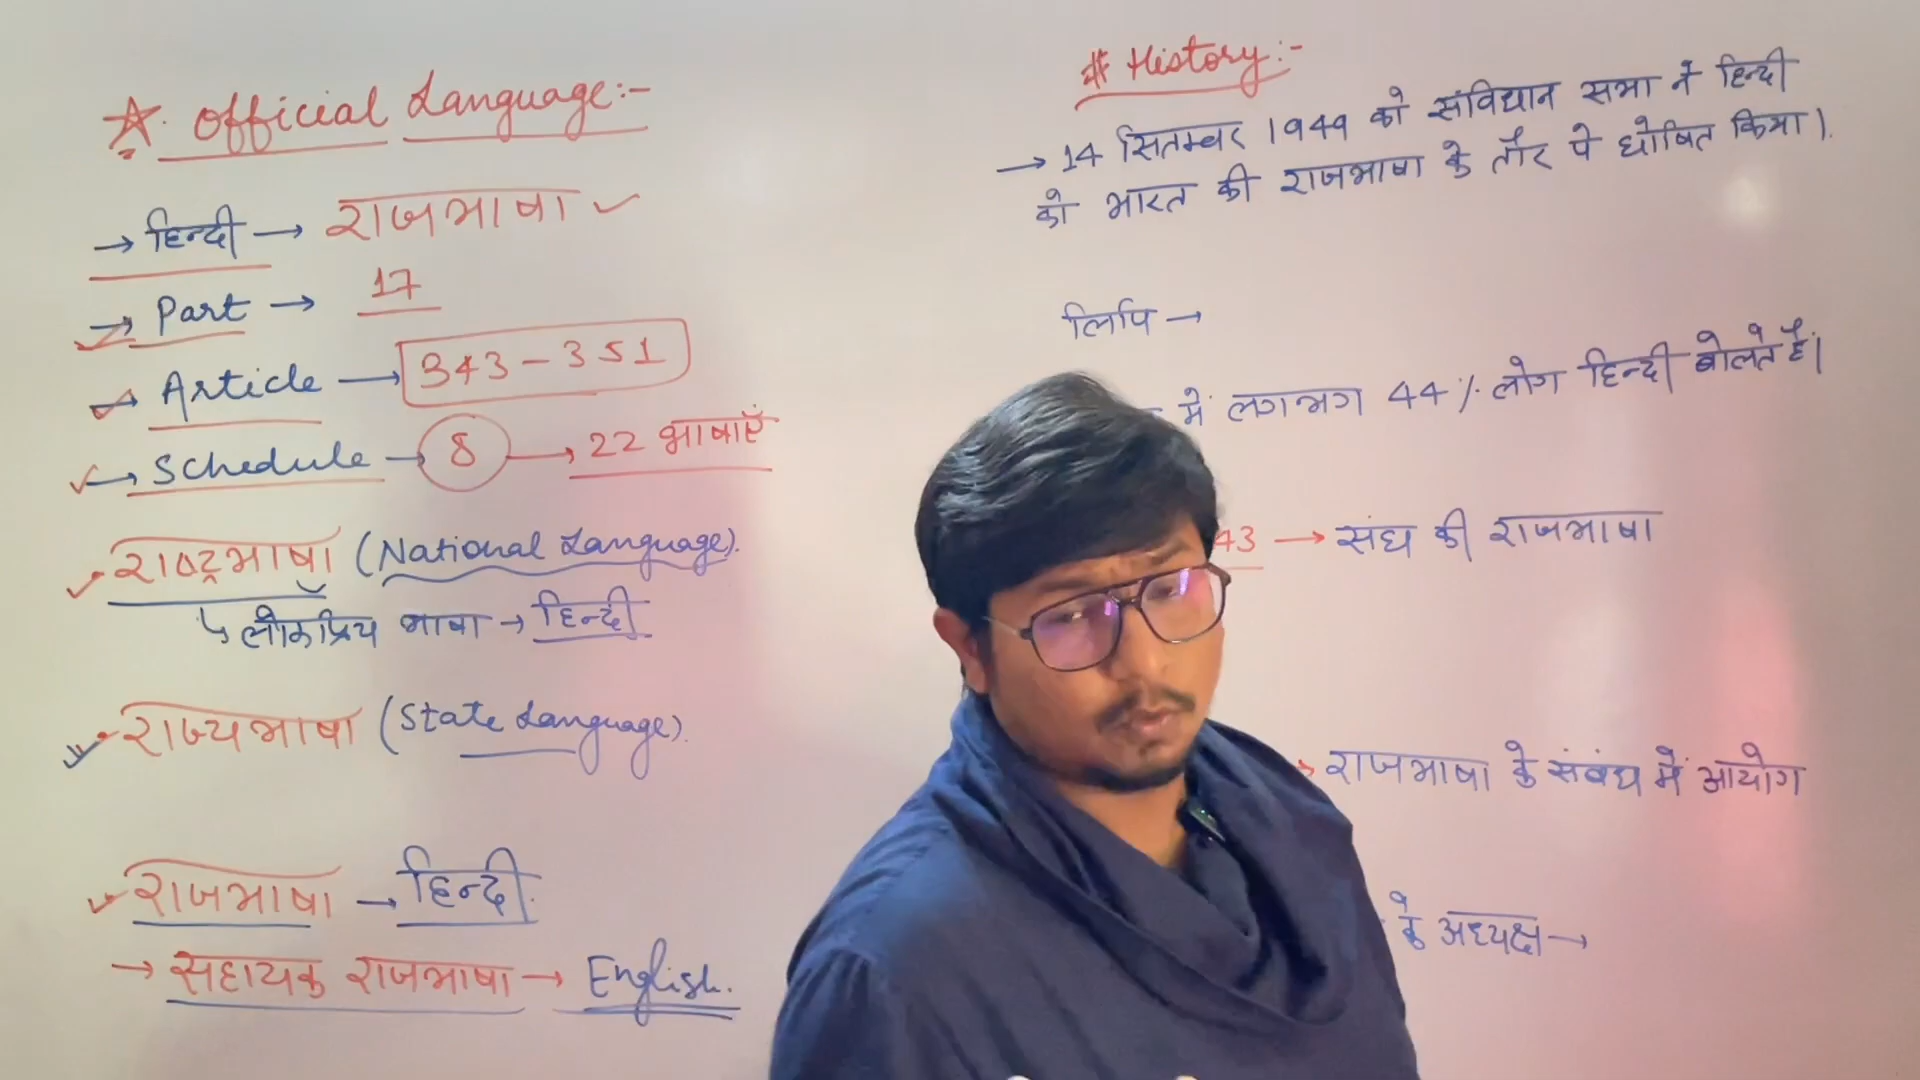 ☆. Official Language:-
→ हिन्दी → राजभाषा ✓
→ Part → 17
→ Article → 343 - 351
→ Schedule → 8 → 22 भाषाएँ
राष्ट्रभाषा (National Language).
↳ लोकप्रिय भाषा → हिन्दी
राज्यभाषा (State Language).
राजभाषा → हिन्दी.
→ सहायक राजभाषा → English.
# History:-
→ 14 सितम्बर 1949 को संविधान सभा ने हिन्दी
को भारत की राजभाषा के तौर पे घोषित किया।
लिपि →
में लगभग 44% लोग हिन्दी बोलते है।
43 → संघ की राजभाषा
राजभाषा के संबंध में आयोग
के अध्यक्ष →